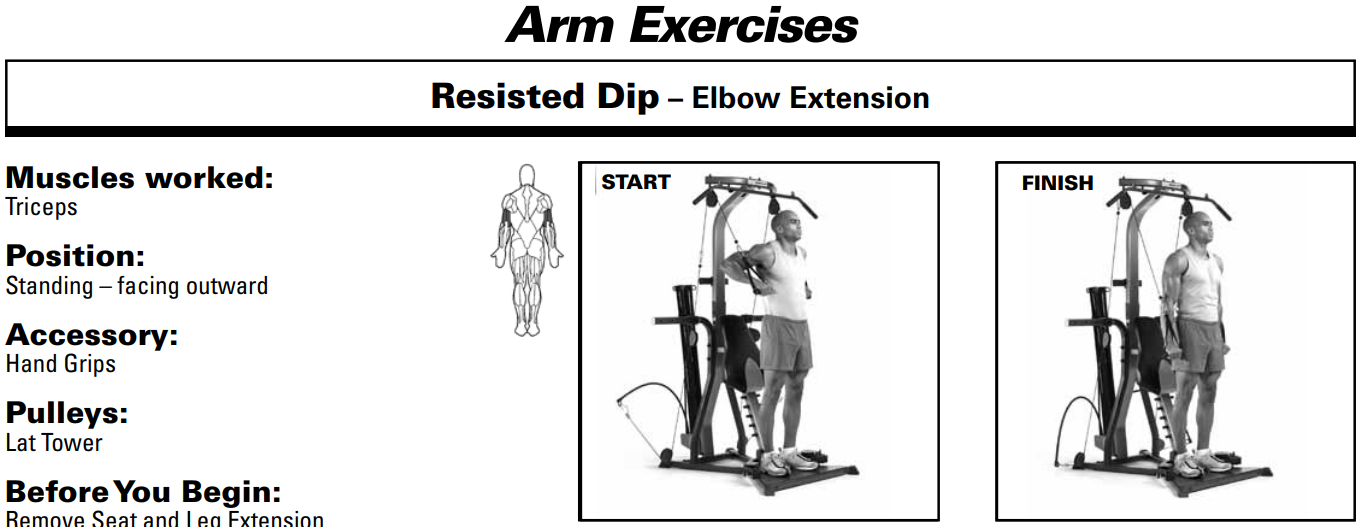 Arm Exercises
Resisted Dip – Elbow Extension
Muscles worked:
Triceps
Position:
Standing – facing outward
Accessory:
Hand Grips
Pulleys:
Lat Tower
Before You Begin:
Remove Seat and Leg Extension
START
FINISH